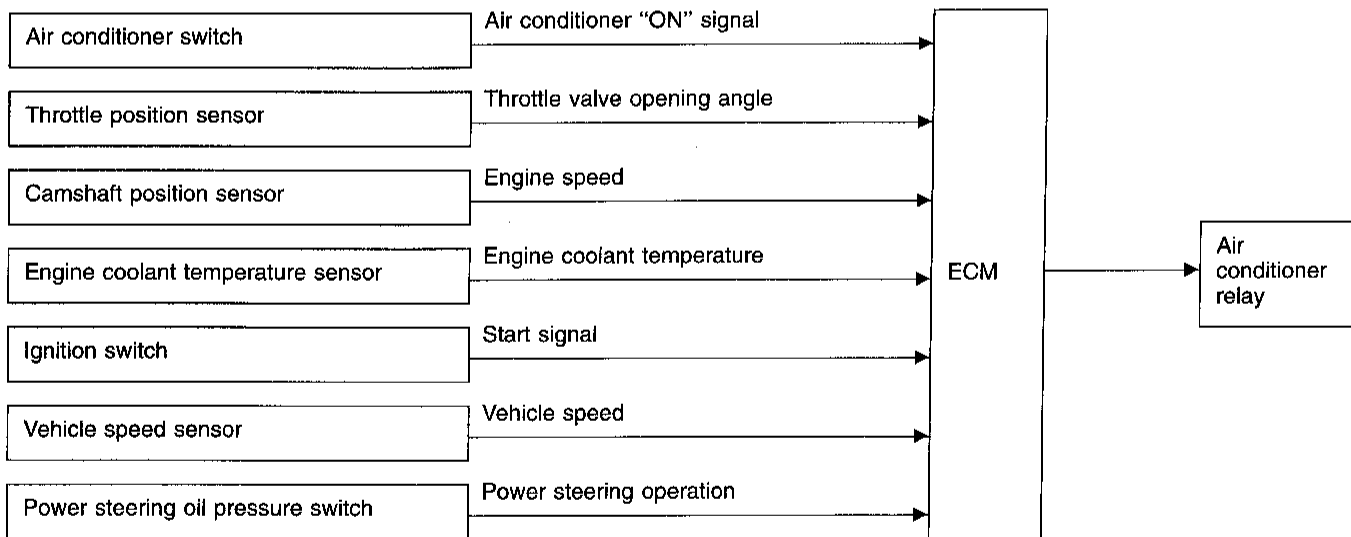 Air conditioner switch
Air conditioner “ON” signal
Throttle position sensor
Throttle valve opening angle
Camshaft position sensor
Engine speed
Engine coolant temperature sensor
Engine coolant temperature
Ignition switch
Start signal
Vehicle speed sensor
Vehicle speed
Power steering oil pressure switch
Power steering operation
ECM
Air
conditioner
relay